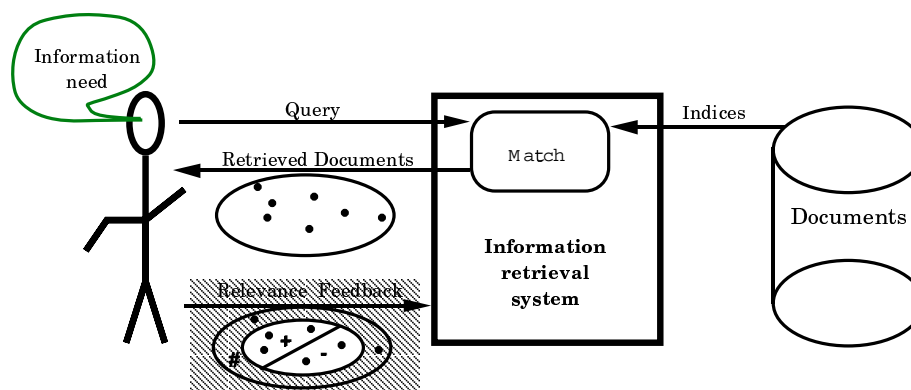 Information
need
Query
Indices
Match
Retrieved Documents
Documents
Information
retrieval
system
Relevance Feedback
+
-
#